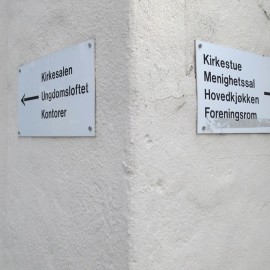 Kirkesalen
Ungdomsloftet
Kontorer
Kirkestue
Menighetssal
Hovedkjøkken
Foreningsrom